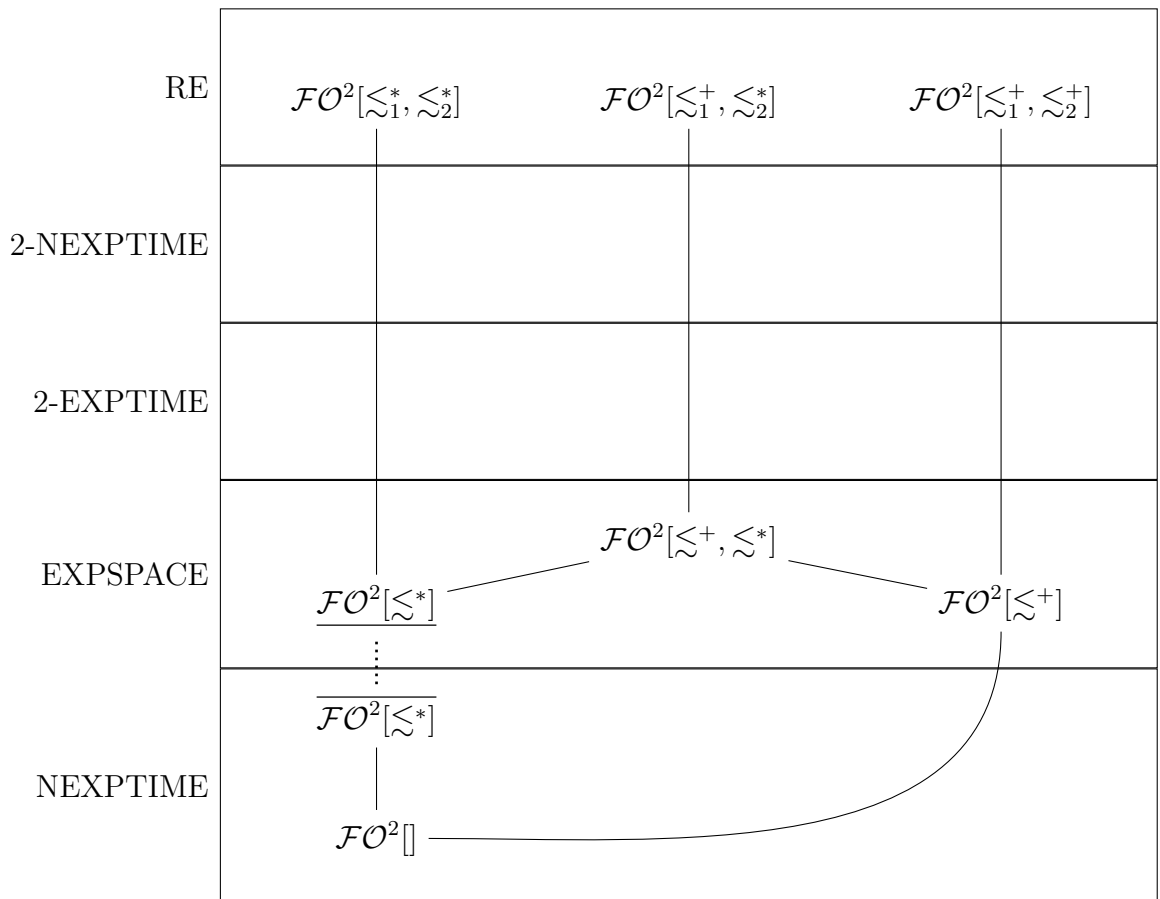 RE
𝓕𝓞²[≲₁*, ≲₂*] 𝓕𝓞²[≲₁⁺, ≲₂*] 𝓕𝓞²[≲₁⁺, ≲₂⁺]
2-NEXPTIME
2-EXPTIME
EXPSPACE
𝓕𝓞²[≲⁺, ≲*]
𝓕𝓞²[≲*] 𝓕𝓞²[≲⁺]
𝓕𝓞²[≲*]
NEXPTIME
𝓕𝓞²[]